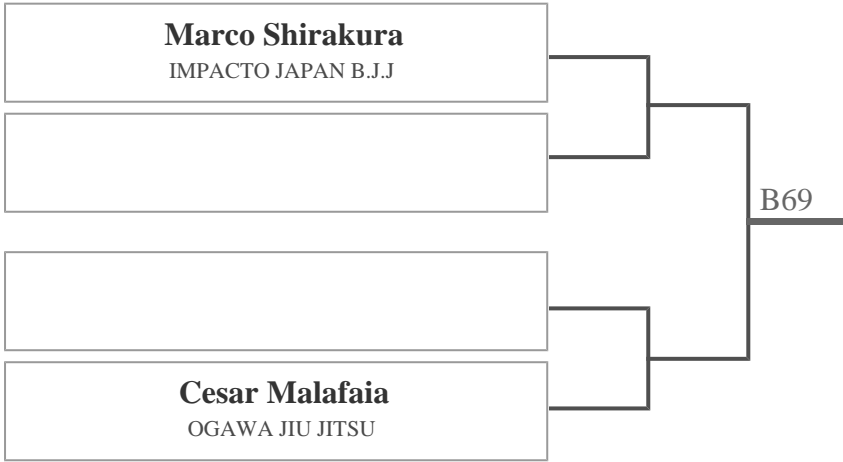 Marco Shirakura
IMPACTO JAPAN B.J.J
B69
Cesar Malafaia
OGAWA JIU JITSU